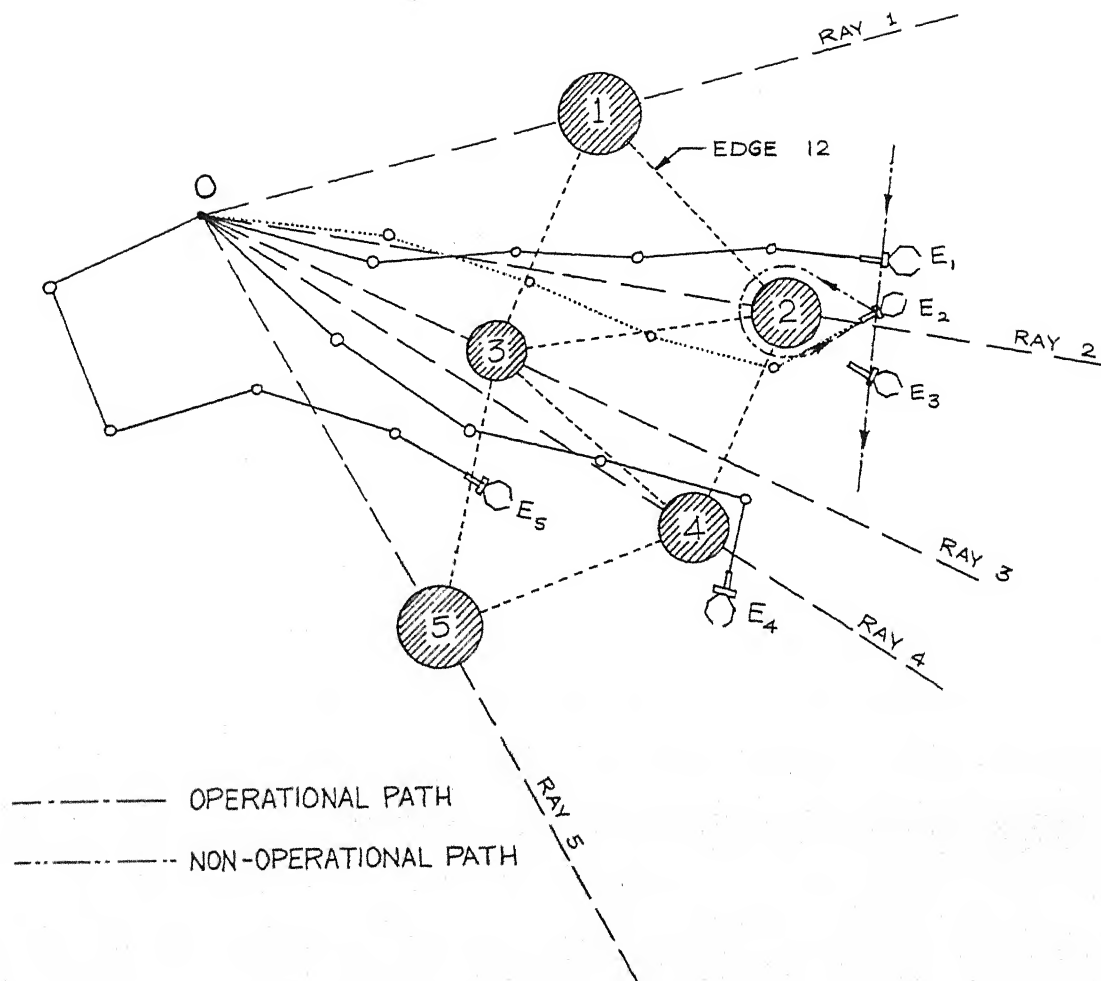 RAY 1
1
EDGE 12
O
E1
2
E2
RAY 2
3
E3
E5
4
RAY 3
E4
5
RAY 4
RAY 5
OPERATIONAL PATH
NON-OPERATIONAL PATH